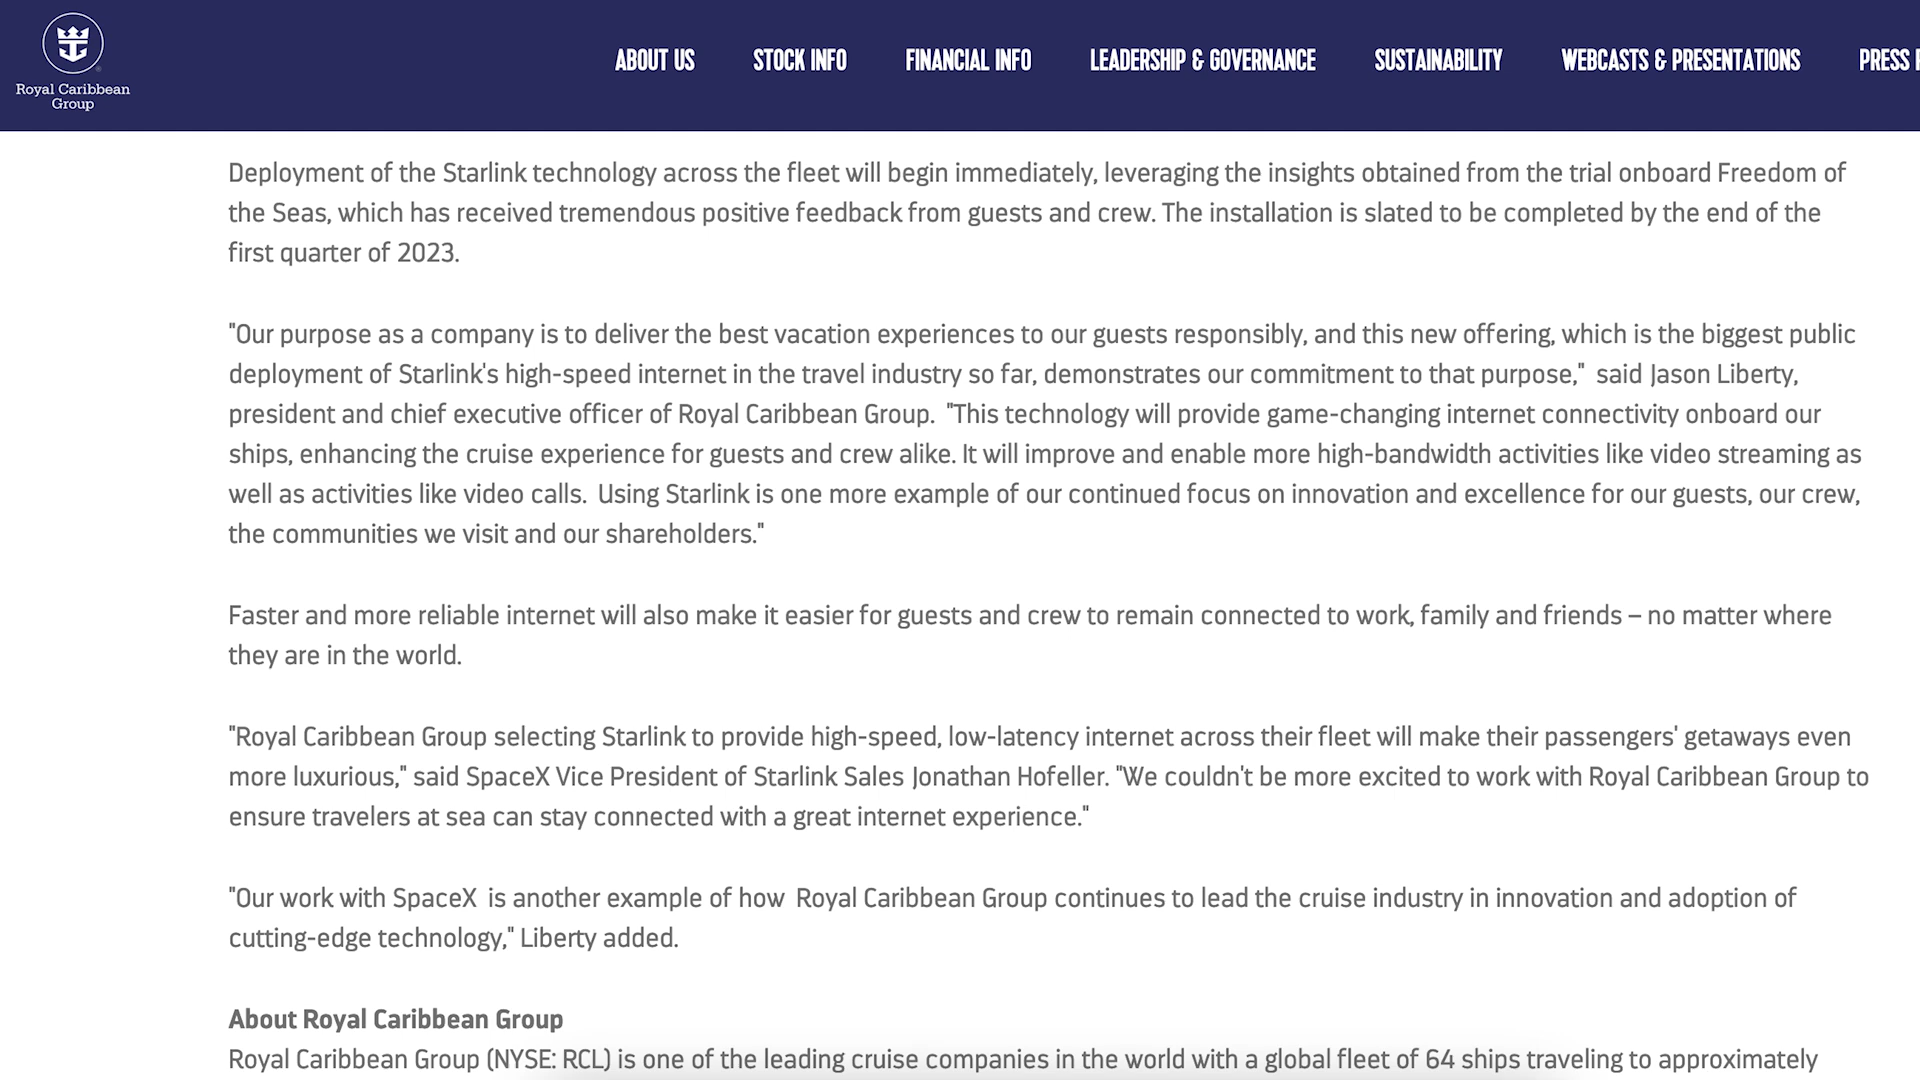 Royal Caribbean
Group
ABOUT US
STOCK INFO
FINANCIAL INFO
LEADERSHIP & GOVERNANCE
SUSTAINABILITY
WEBCASTS & PRESENTATIONS
PRESS
Deployment of the Starlink technology across the fleet will begin immediately, leveraging the insights obtained from the trial onboard Freedom of
the Seas, which has received tremendous positive feedback from guests and crew. The installation is slated to be completed by the end of the
first quarter of 2023.
"Our purpose as a company is to deliver the best vacation experiences to our guests responsibly, and this new offering, which is the biggest public
deployment of Starlink's high-speed internet in the travel industry so far, demonstrates our commitment to that purpose," said Jason Liberty,
president and chief executive officer of Royal Caribbean Group. "This technology will provide game-changing internet connectivity onboard our
ships, enhancing the cruise experience for guests and crew alike. It will improve and enable more high-bandwidth activities like video streaming as
well as activities like video calls. Using Starlink is one more example of our continued focus on innovation and excellence for our guests, our crew,
the communities we visit and our shareholders."
Faster and more reliable internet will also make it easier for guests and crew to remain connected to work, family and friends – no matter where
they are in the world.
"Royal Caribbean Group selecting Starlink to provide high-speed, low-latency internet across their fleet will make their passengers' getaways even
more luxurious," said SpaceX Vice President of Starlink Sales Jonathan Hofeller. "We couldn't be more excited to work with Royal Caribbean Group to
ensure travelers at sea can stay connected with a great internet experience."
"Our work with SpaceX is another example of how Royal Caribbean Group continues to lead the cruise industry in innovation and adoption of
cutting-edge technology," Liberty added.
About Royal Caribbean Group
Royal Caribbean Group (NYSE: RCL) is one of the leading cruise companies in the world with a global fleet of 64 ships traveling to approximately